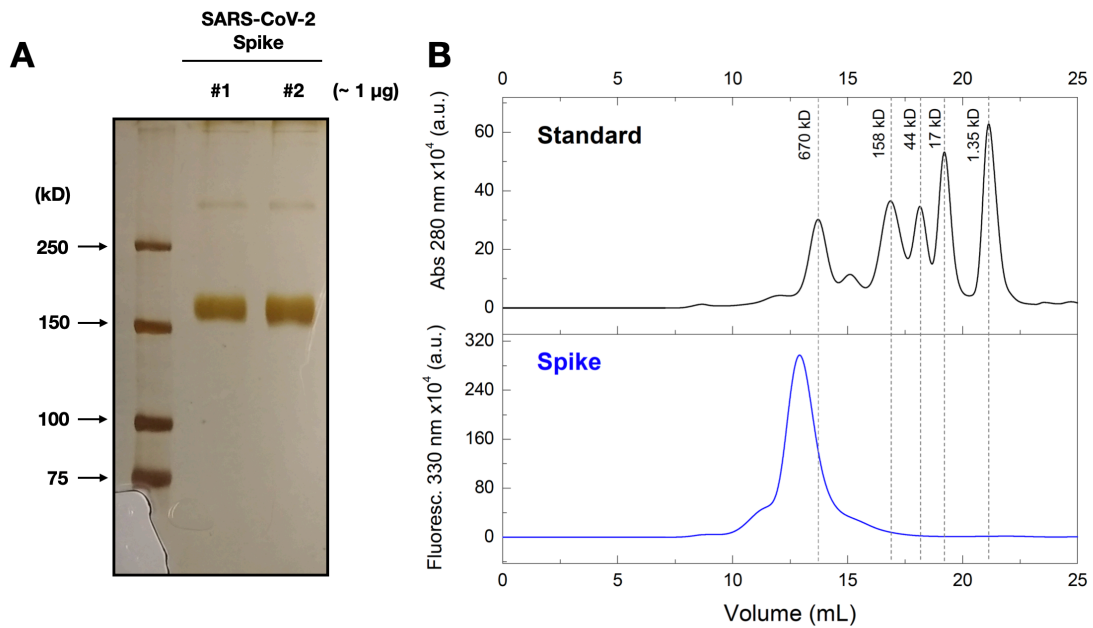 A
SARS-CoV-2
Spike
#1 #2 (~ 1 µg)
(kD)
250
150
100
75
B
0 5 10 15 20 25
Abs 280 nm x10⁴ (a.u.)
60
40
20
0
Standard
670 kD
158 kD
44 kD
17 kD
1.35 kD
Fluoresc. 330 nm x10⁴ (a.u.)
320
240
160
80
0
Spike
0 5 10 15 20 25
Volume (mL)